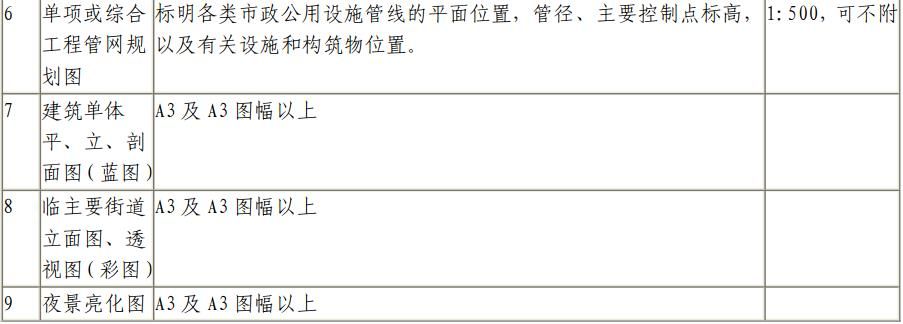 6 单项或综合 标明各类市政公用设施管线的平面位置，管径、主要控制点标高， 1:500，可不附
工程管网规 以及有关设施和构筑物位置。
划图
7 建筑单体 A3 及 A3 图幅以上
平、立、剖
面图(蓝图)
8 临主要街道 A3 及 A3 图幅以上
立面图、透
视图(彩图)
9 夜景亮化图 A3 及 A3 图幅以上